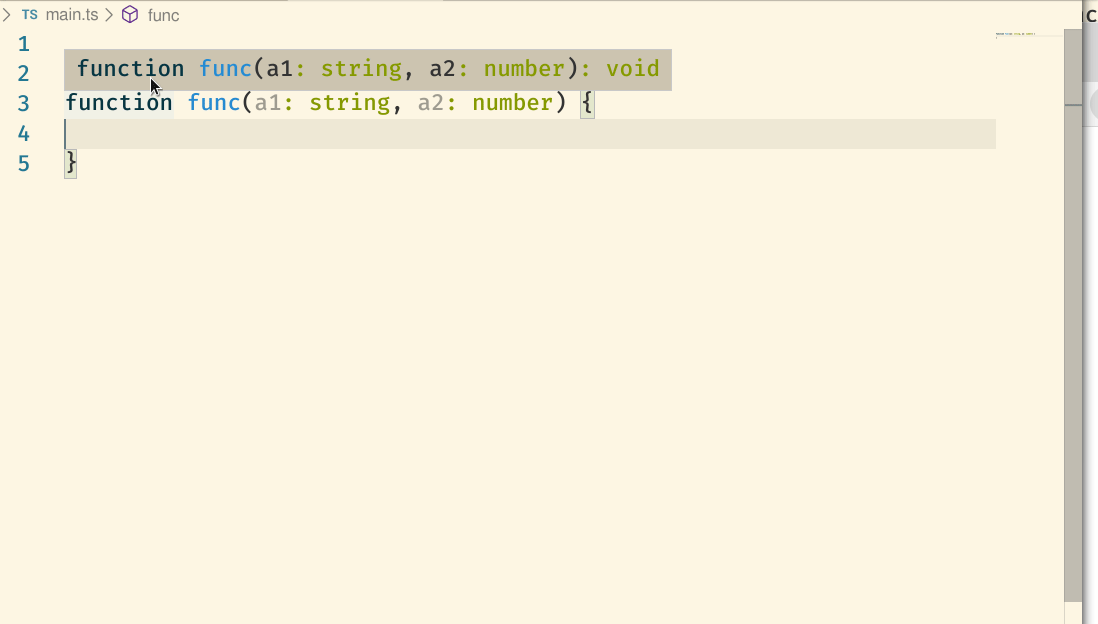 TS main.ts func
1
2
function func(a1: string, a2: number): void
3 function func(a1: string, a2: number) {
4
5 }